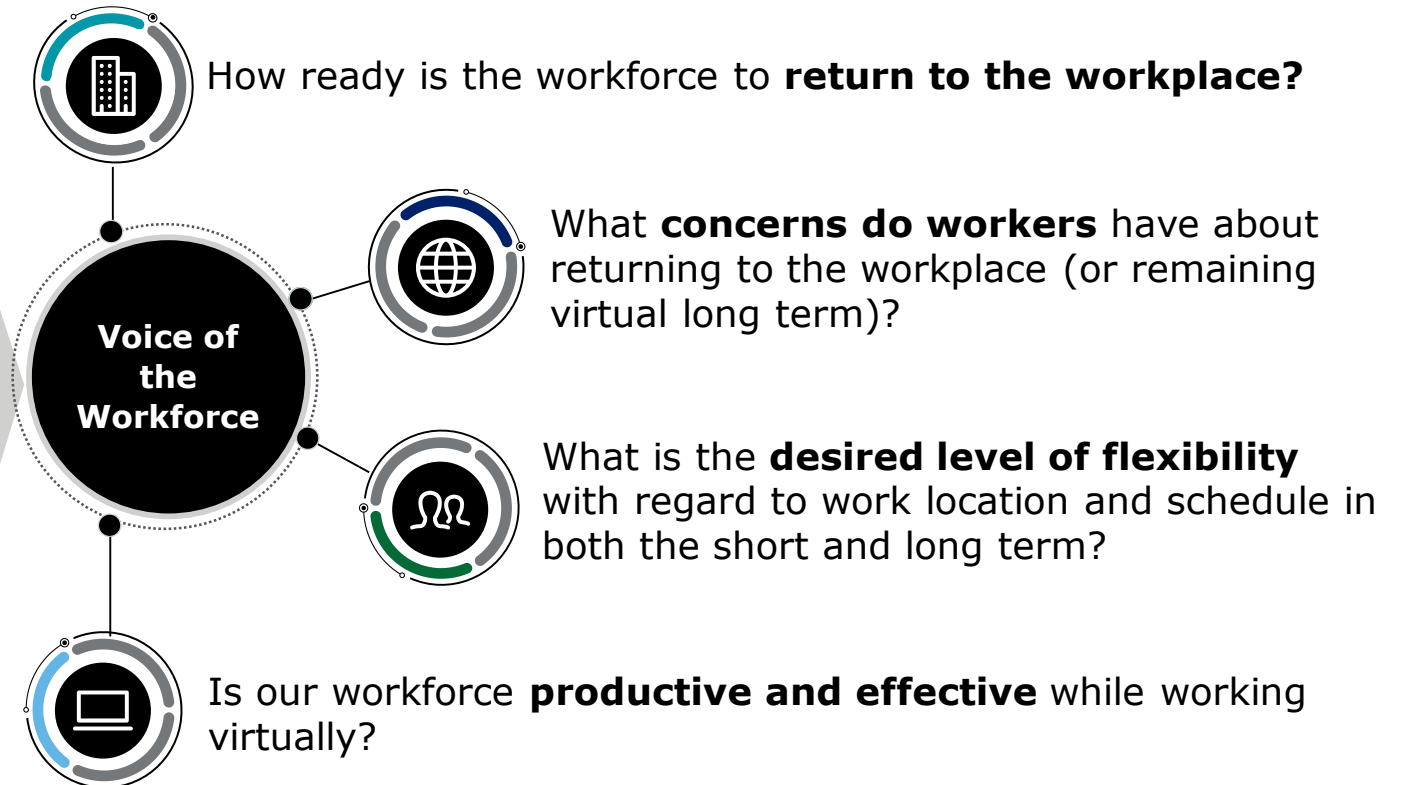 How ready is the workforce to return to the workplace?
What concerns do workers have about
returning to the workplace (or remaining
virtual long term)?
Voice of
the
Workforce
What is the desired level of flexibility
with regard to work location and schedule in
both the short and long term?
Is our workforce productive and effective while working
virtually?